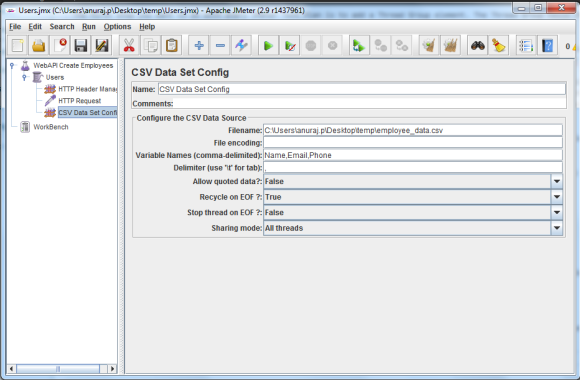 Users.jmx (C:\Users\anuraj.p\Desktop\temp\Users.jmx) - Apache JMeter (2.9 r1437961)
File Edit Search Run Options Help
0
WebAPI Create Employees
Users
HTTP Header Manag
HTTP Request
CSV Data Set Confi
WorkBench
CSV Data Set Config
Name: CSV Data Set Config
Comments:
Configure the CSV Data Source
Filename: C:\Users\anuraj.p\Desktop\temp\employee_data.csv
File encoding:
Variable Names (comma-delimited): Name,Email,Phone
Delimiter (use '\t' for tab): ,
Allow quoted data?: False
Recycle on EOF ?: True
Stop thread on EOF ?: False
Sharing mode: All threads